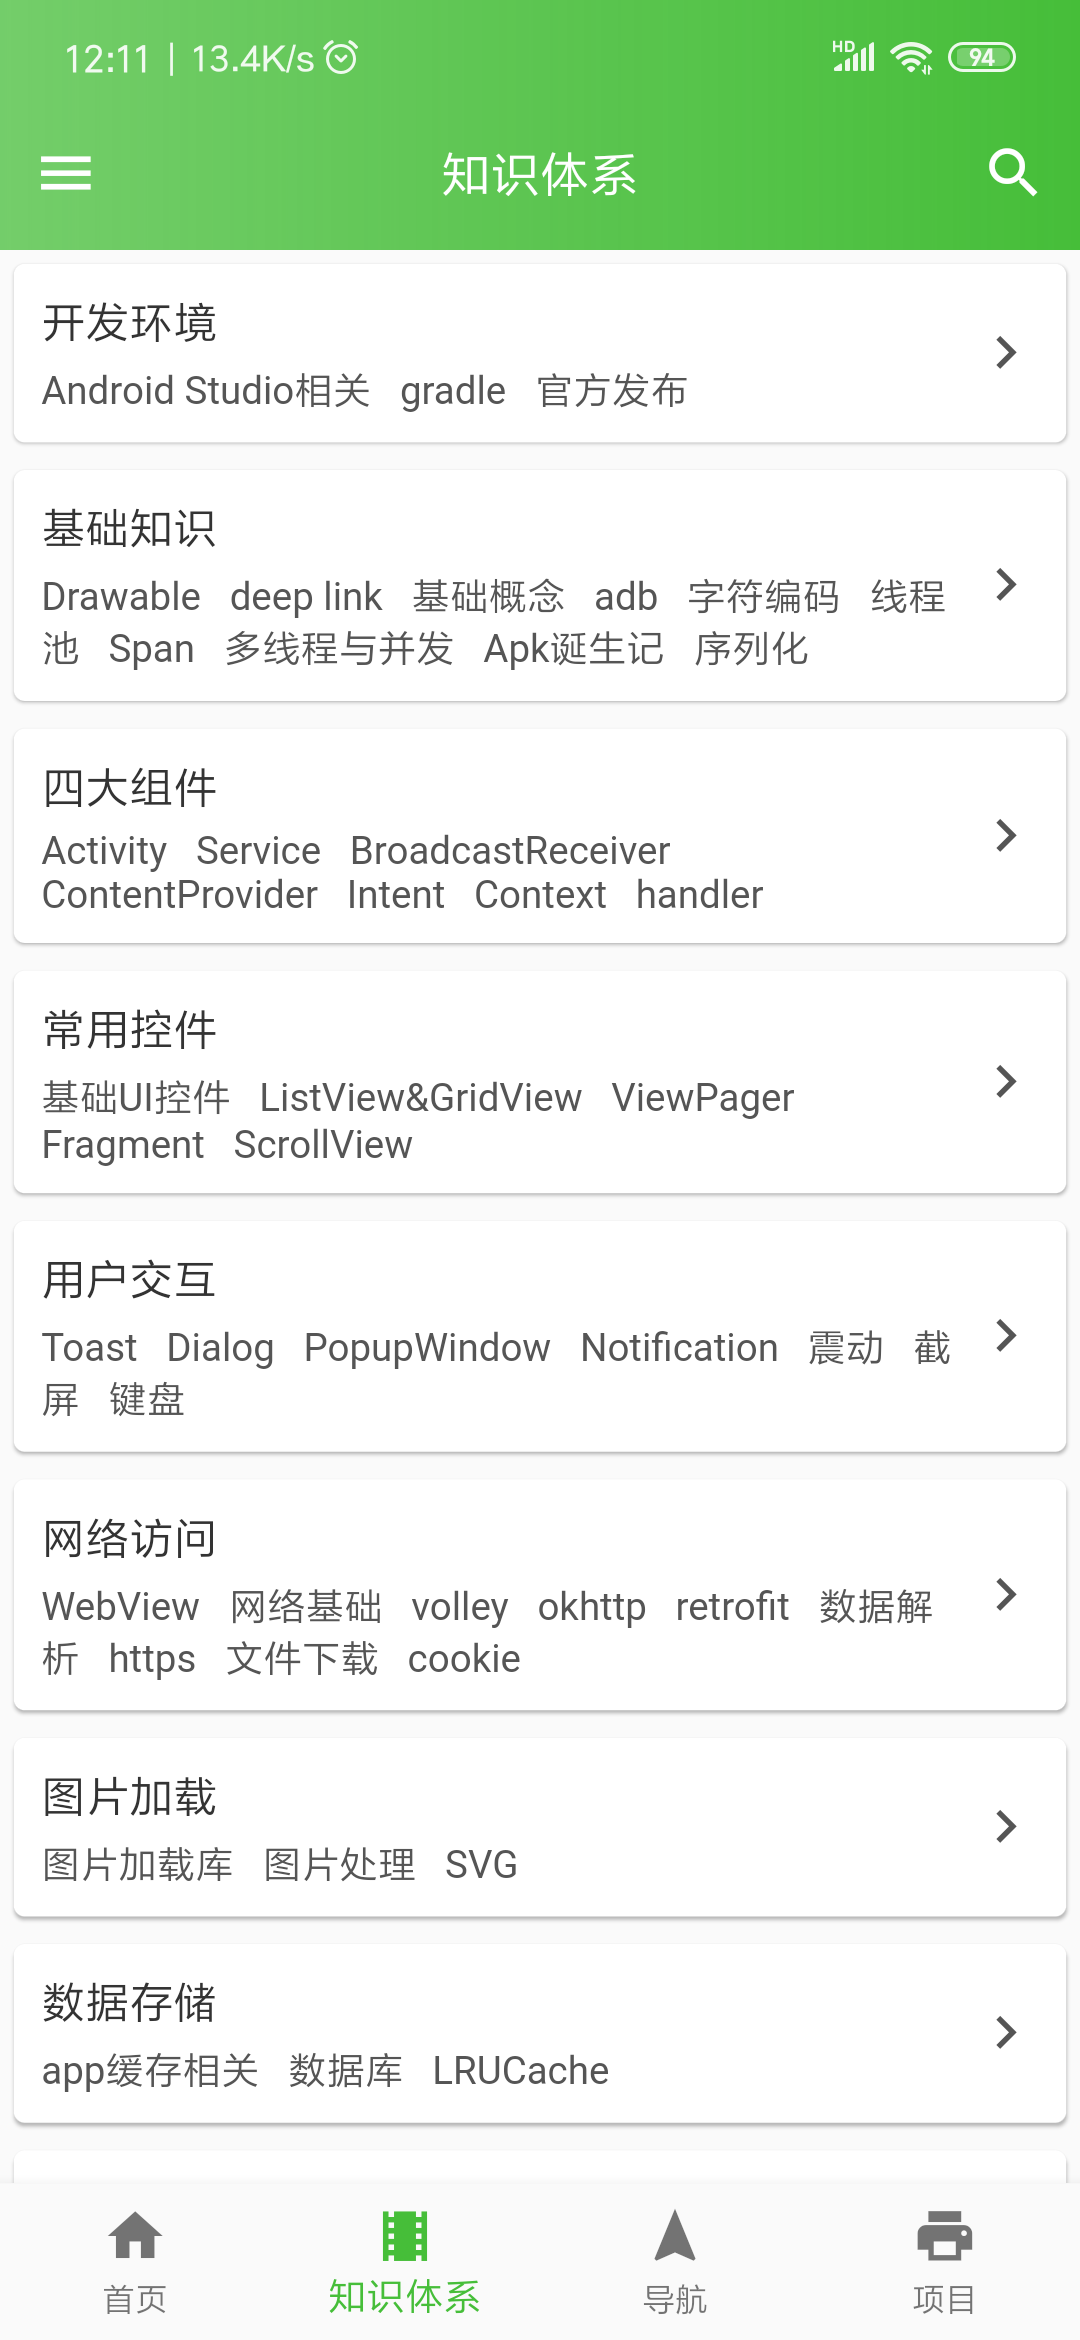 12:11 | 13.4K/s
HD
94
知识体系
开发环境
Android Studio相关 gradle 官方发布
基础知识
Drawable deep link 基础概念 adb 字符编码 线程
池 Span 多线程与并发 Apk诞生记 序列化
四大组件
Activity Service BroadcastReceiver
ContentProvider Intent Context handler
常用控件
基础UI控件 ListView&GridView ViewPager
Fragment ScrollView
用户交互
Toast Dialog PopupWindow Notification 震动 截
屏 键盘
网络访问
WebView 网络基础 volley okhttp retrofit 数据解
析 https 文件下载 cookie
图片加载
图片加载库 图片处理 SVG
数据存储
app缓存相关 数据库 LRUCache
首页
知识体系
导航
项目